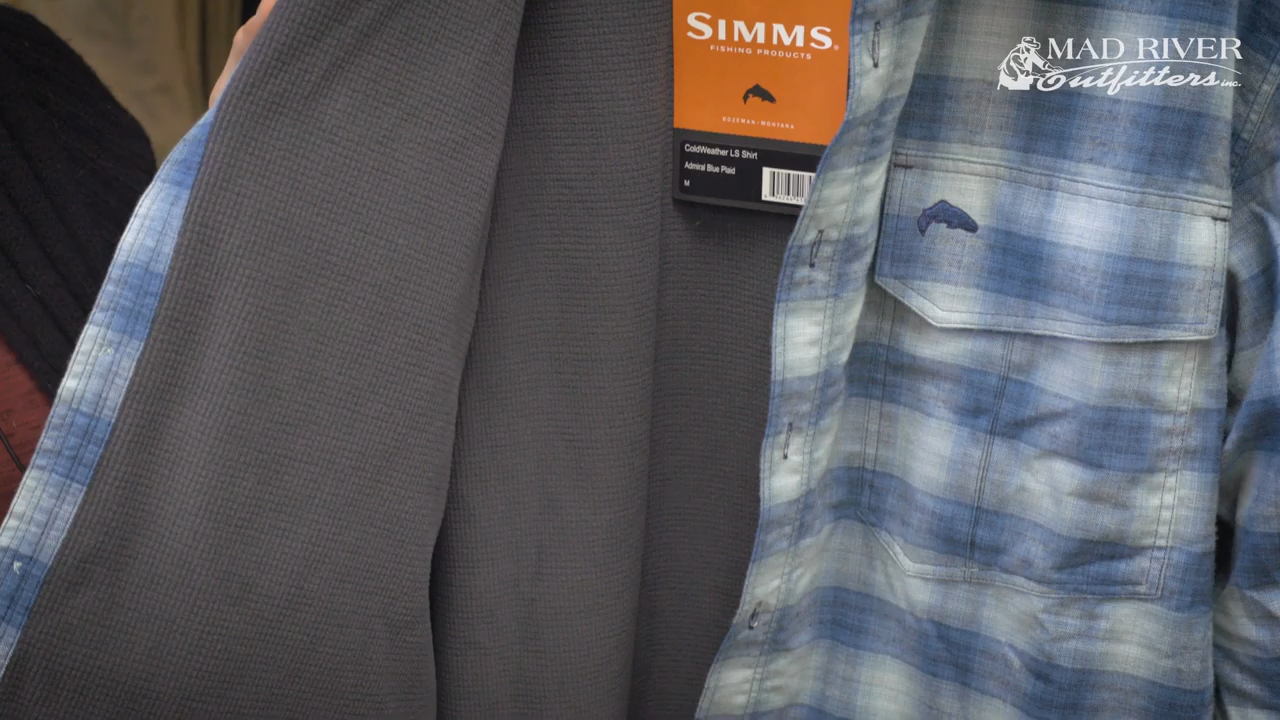 SIMMS®
FISHING PRODUCTS
BOZEMAN • MONTANA
ColdWeather LS Shirt
Admiral Blue Plaid
M
MAD RIVER
Outfitters inc.